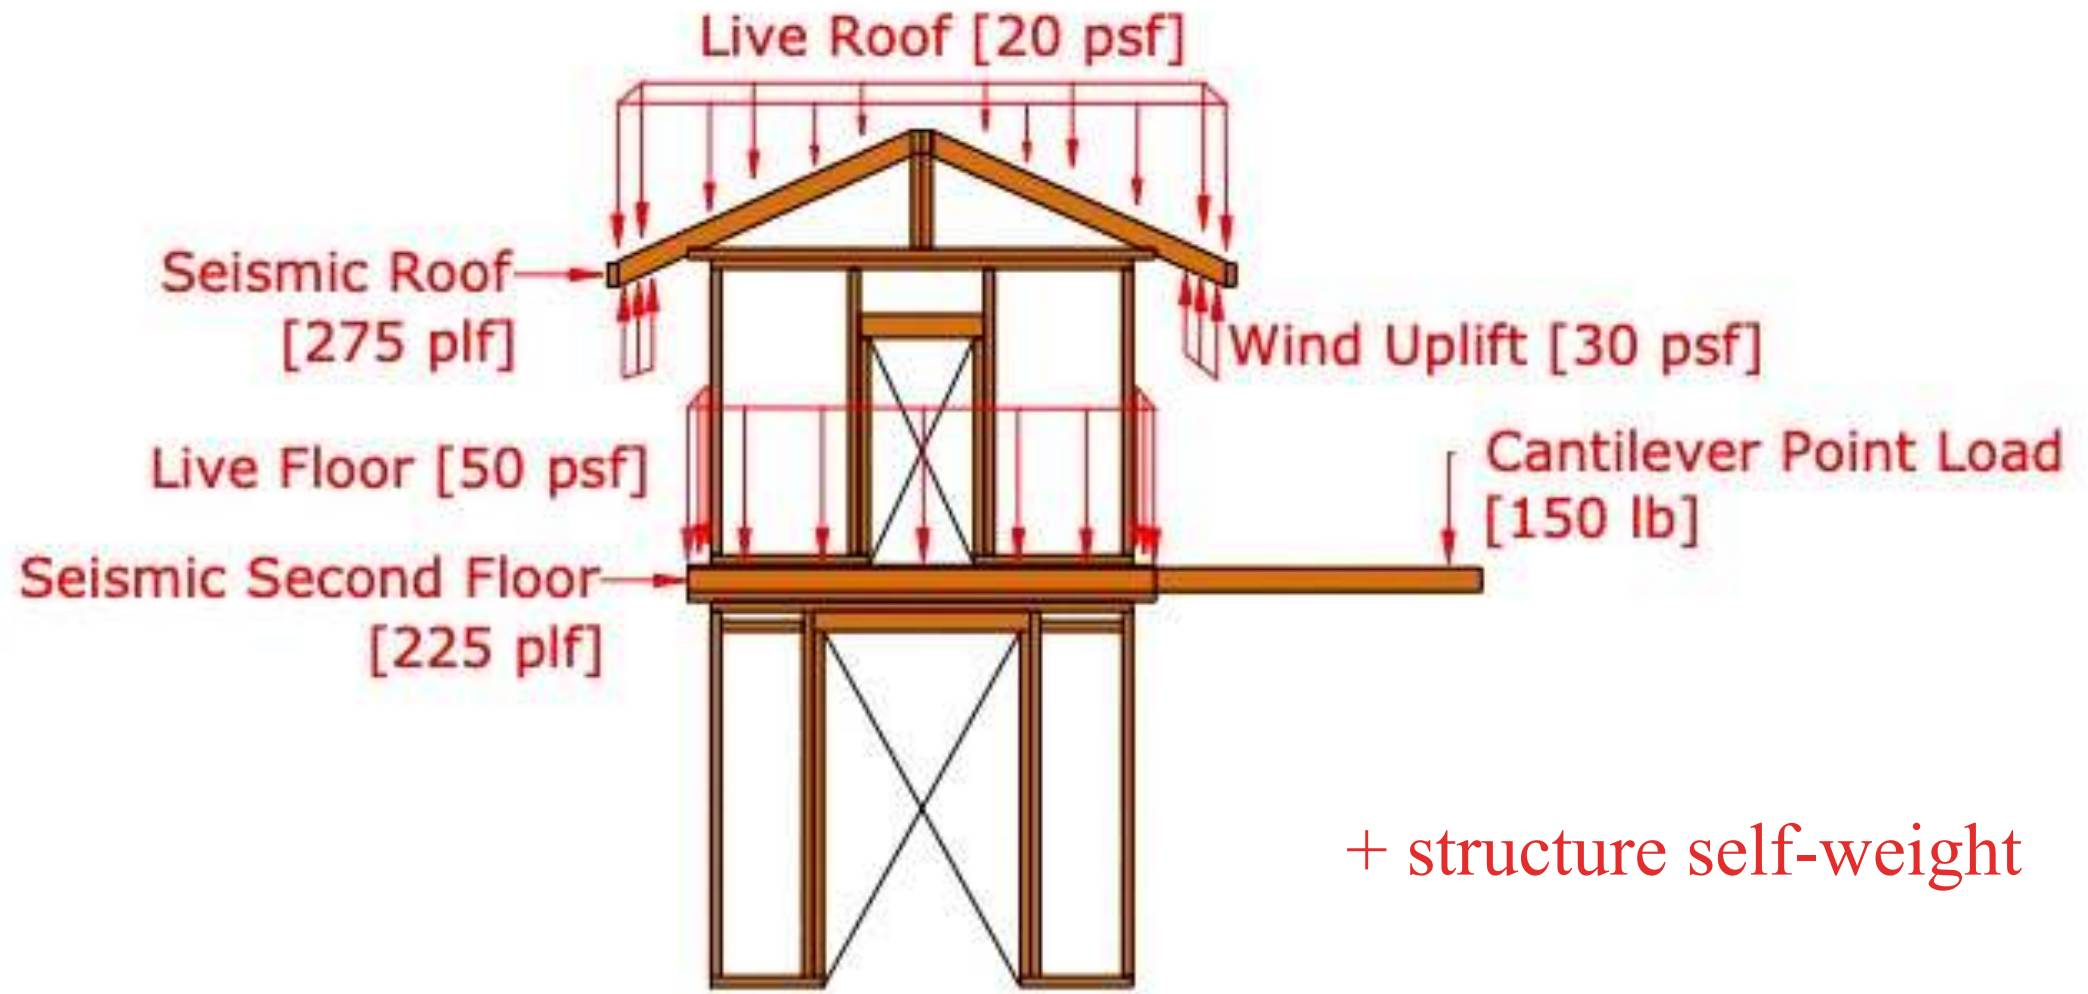 Live Roof [20 psf]
Seismic Roof
[275 plf]
Wind Uplift [30 psf]
Live Floor [50 psf]
Cantilever Point Load
[150 lb]
Seismic Second Floor
[225 plf]
+ structure self-weight